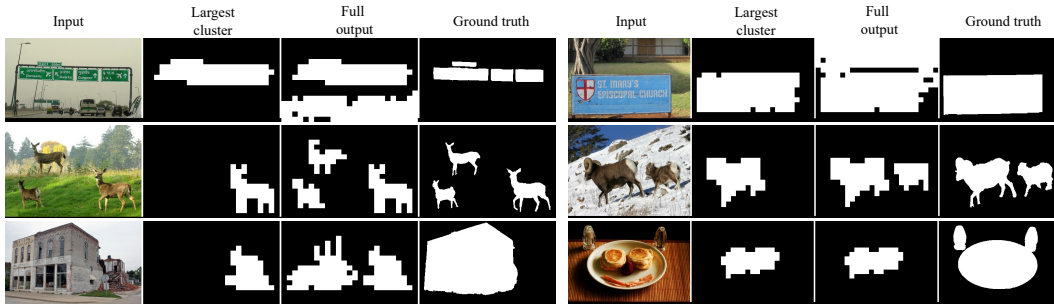 Input
Largest
cluster
Full
output
Ground truth
Input
Largest
cluster
Full
output
Ground truth
ST. MARY'S
EPISCOPAL CHURCH